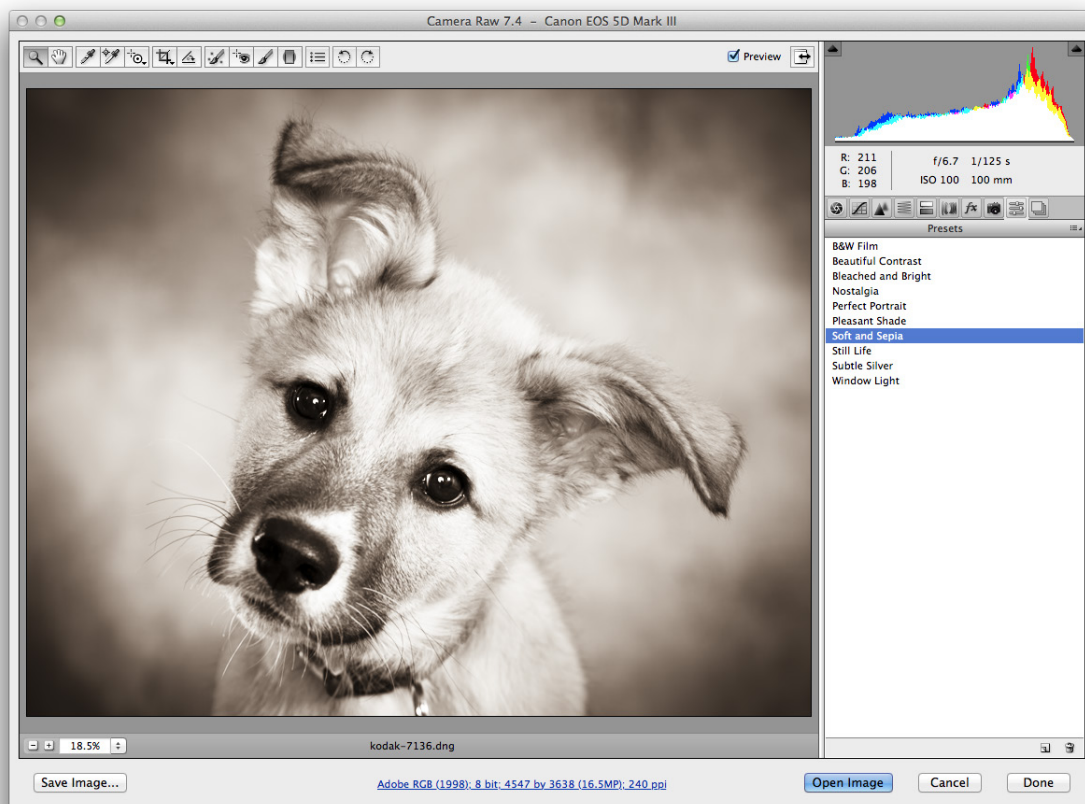 Camera Raw 7.4 – Canon EOS 5D Mark III
Preview
R: 211
G: 206
B: 198
f/6.7 1/125 s
ISO 100 100 mm
fx
Presets
B&W Film
Beautiful Contrast
Bleached and Bright
Nostalgia
Perfect Portrait
Pleasant Shade
Soft and Sepia
Still Life
Subtle Silver
Window Light
18.5%
kodak-7136.dng
Save Image...
Adobe RGB (1998); 8 bit; 4547 by 3638 (16.5MP); 240 ppi
Open Image
Cancel
Done